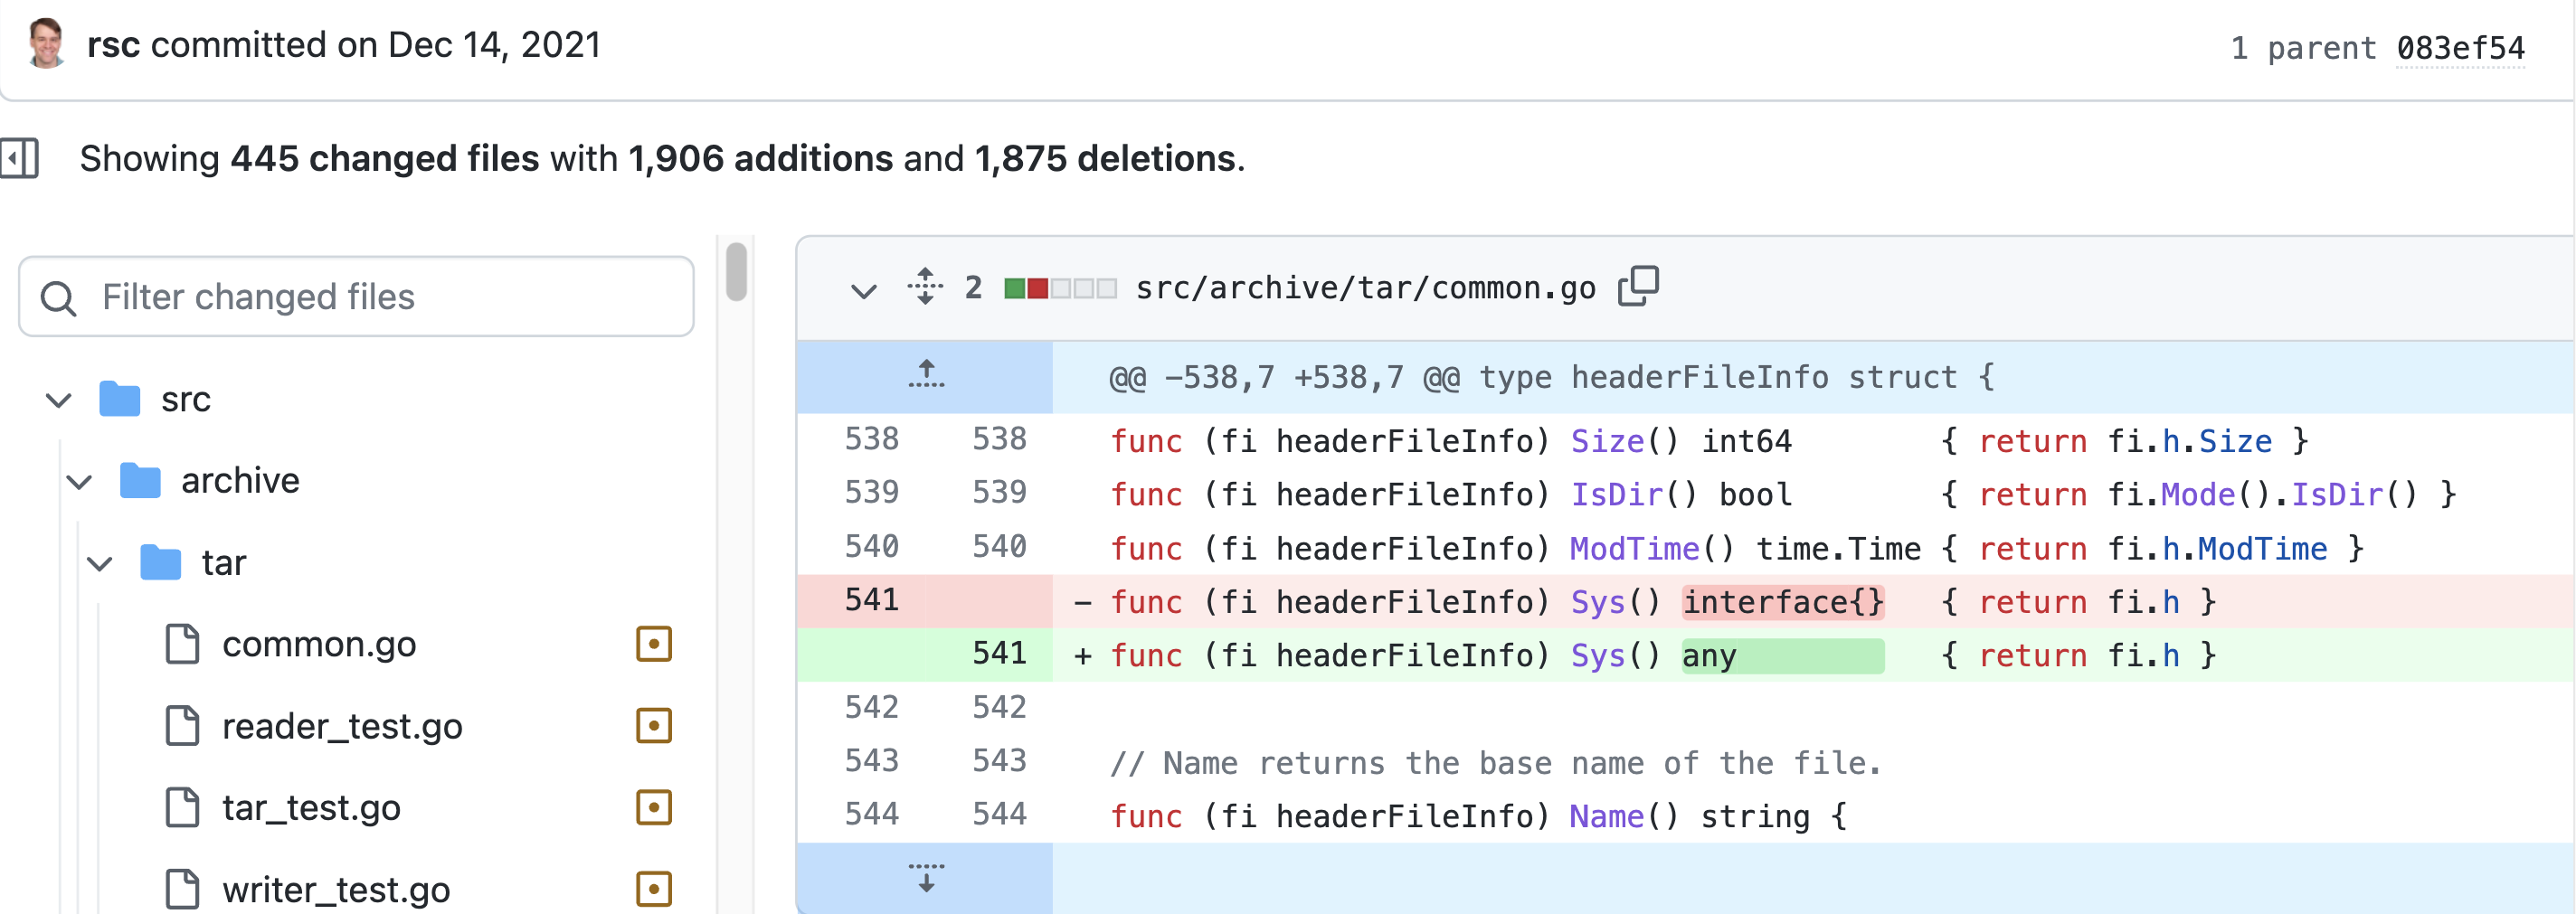 rsc committed on Dec 14, 2021
1 parent 083ef54
Showing 445 changed files with 1,906 additions and 1,875 deletions.
Filter changed files
src
archive
tar
common.go
reader_test.go
tar_test.go
writer_test.go
2 src/archive/tar/common.go
@@ -538,7 +538,7 @@ type headerFileInfo struct {
538 538 func (fi headerFileInfo) Size() int64 { return fi.h.Size }
539 539 func (fi headerFileInfo) IsDir() bool { return fi.Mode().IsDir() }
540 540 func (fi headerFileInfo) ModTime() time.Time { return fi.h.ModTime }
541 - func (fi headerFileInfo) Sys() interface{} { return fi.h }
541 + func (fi headerFileInfo) Sys() any { return fi.h }
542 542
543 543 // Name returns the base name of the file.
544 544 func (fi headerFileInfo) Name() string {